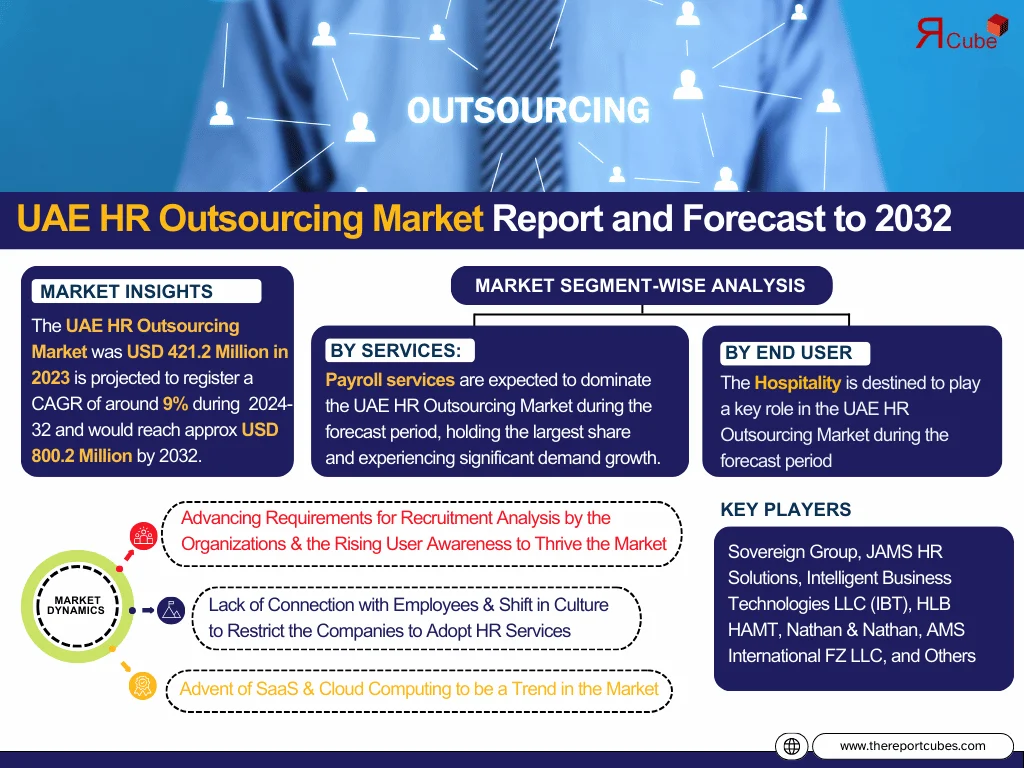 ЯCube
OUTSOURCING
UAE HR Outsourcing Market Report and Forecast to 2032
MARKET INSIGHTS
The UAE HR Outsourcing
Market was USD 421.2 Million in
2023 is projected to register a
CAGR of around 9% during 2024-
32 and would reach approx USD
800.2 Million by 2032.
MARKET SEGMENT-WISE ANALYSIS
BY SERVICES:
Payroll services are expected to dominate
the UAE HR Outsourcing Market during the
forecast period, holding the largest share
and experiencing significant demand growth.
BY END USER
The Hospitality is destined to play
a key role in the UAE HR
Outsourcing Market during the
forecast period
MARKET
DYNAMICS
Advancing Requirements for Recruitment Analysis by the
Organizations & the Rising User Awareness to Thrive the Market
Lack of Connection with Employees & Shift in Culture
to Restrict the Companies to Adopt HR Services
Advent of SaaS & Cloud Computing to be a Trend in the Market
KEY PLAYERS
Sovereign Group, JAMS HR
Solutions, Intelligent Business
Technologies LLC (IBT), HLB
HAMT, Nathan & Nathan, AMS
International FZ LLC, and Others
www.thereportcubes.com